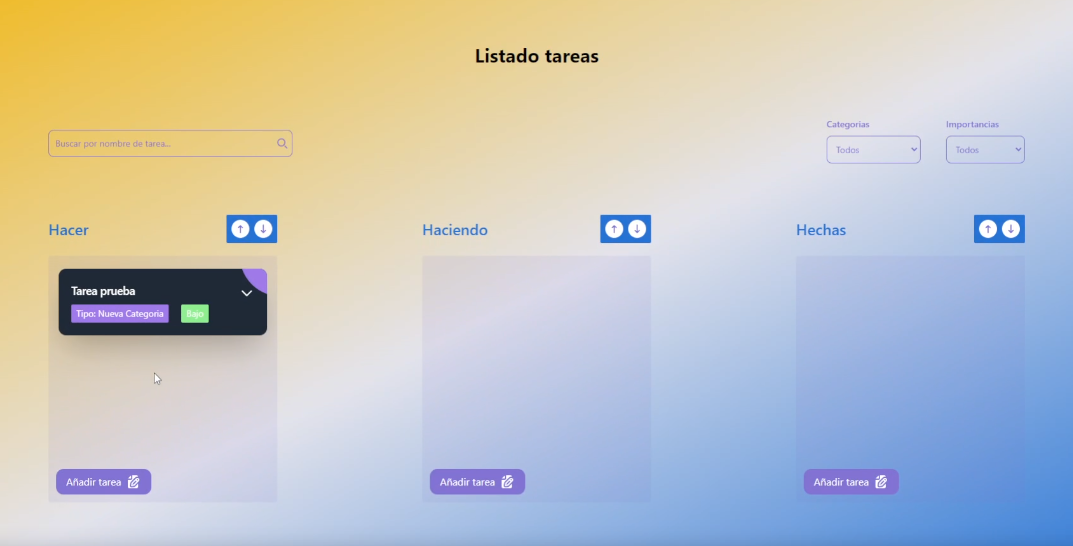 Listado tareas
Buscar por nombre de tarea...
Categorias
Importancias
Todos
Todos
Hacer
Haciendo
Hechas
Tarea prueba
Tipo: Nueva Categoria
Bajo
Añadir tarea
Añadir tarea
Añadir tarea